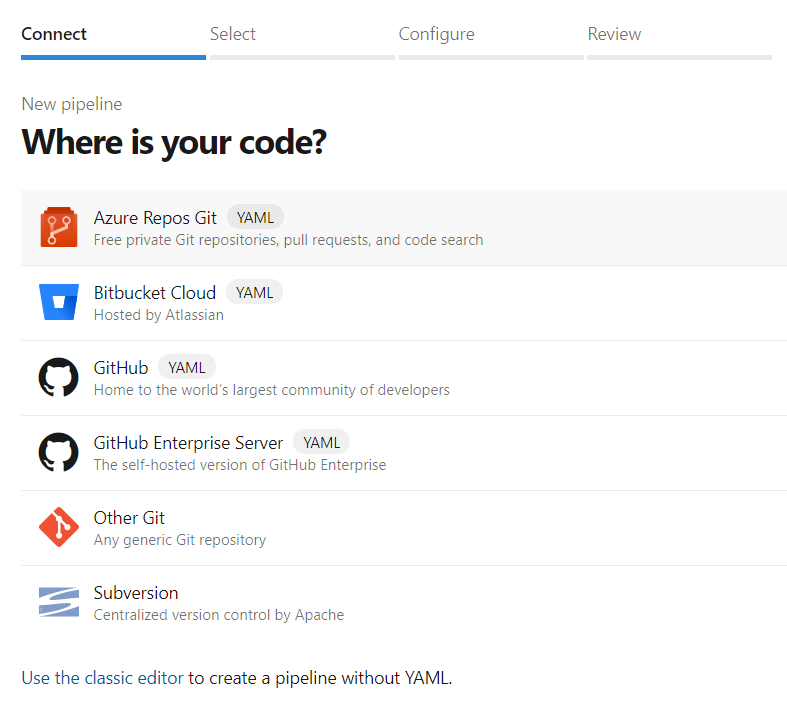 Connect Select Configure Review
New pipeline
Where is your code?
Azure Repos Git YAML
Free private Git repositories, pull requests, and code search
Bitbucket Cloud YAML
Hosted by Atlassian
GitHub YAML
Home to the world's largest community of developers
GitHub Enterprise Server YAML
The self-hosted version of GitHub Enterprise
Other Git
Any generic Git repository
Subversion
Centralized version control by Apache
Use the classic editor to create a pipeline without YAML.